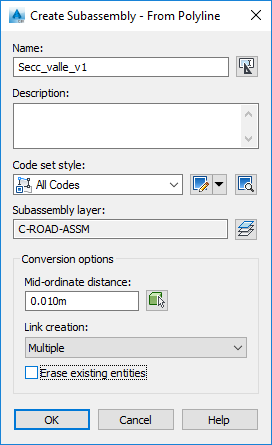 Create Subassembly - From Polyline
Name:
Secc_valle_v1
Description:
Code set style:
All Codes
Subassembly layer:
C-ROAD-ASSM
Conversion options
Mid-ordinate distance:
0.010m
Link creation:
Multiple
Erase existing entities
OK Cancel Help